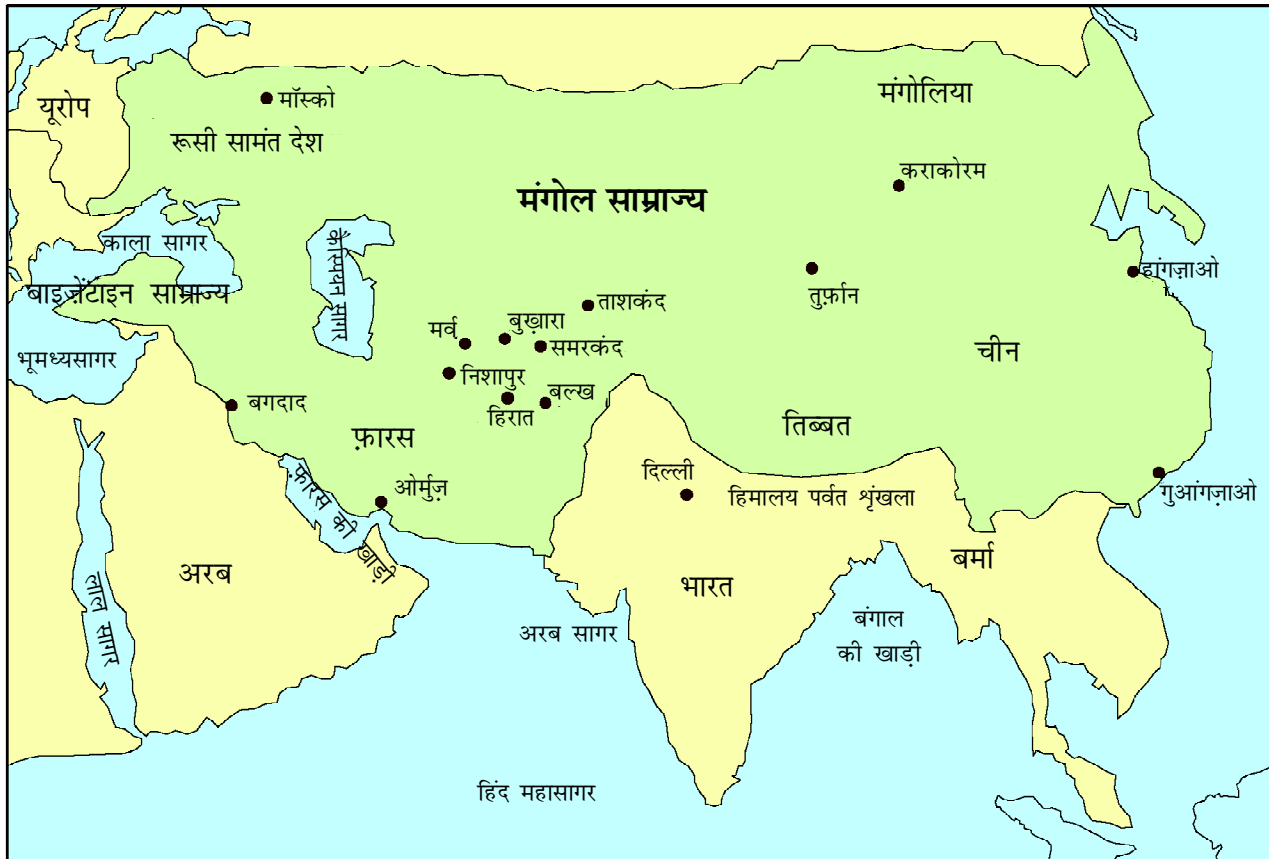 यूरोप
मॉस्को
मंगोलिया
रूसी सामंत देश
कराकोरम
मंगोल साम्राज्य
काला सागर
कैस्पियन सागर
हांगज़ाओ
बाइज़ेंटाइन साम्राज्य
तुर्फ़ान
ताशकंद
मर्व
बुख़ारा
समरकंद
चीन
भूमध्यसागर
निशापुर
बल्ख
बगदाद
हिरात
फ़ारस
तिब्बत
दिल्ली
ओर्मुज़
हिमालय पर्वत शृंखला
गुआंगज़ाओ
फ़ारस की खाड़ी
अरब
बर्मा
भारत
लाल सागर
अरब सागर
बंगाल
की खाड़ी
हिंद महासागर